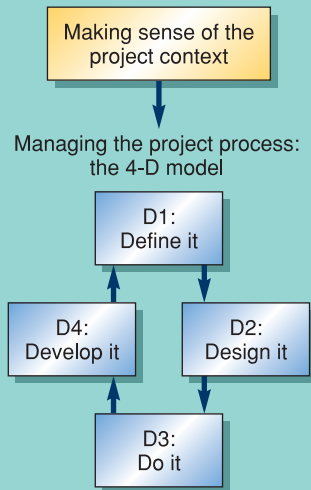 Making sense of the
project context
Managing the project process:
the 4-D model
D1:
Define it
D4:
Develop it
D2:
Design it
D3:
Do it